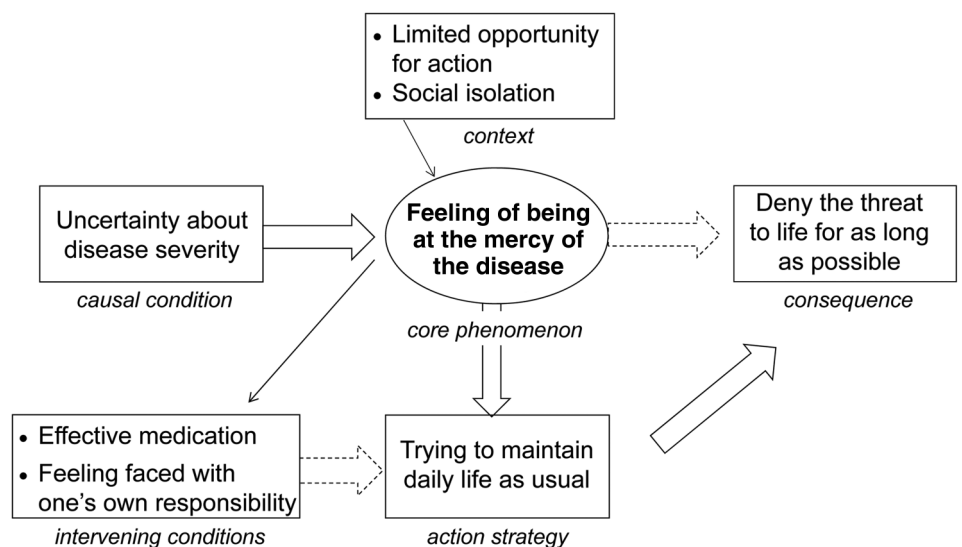 • Limited opportunity
for action
• Social isolation
context
Uncertainty about
disease severity
causal condition
Feeling of being
at the mercy of
the disease
core phenomenon
Deny the threat
to life for as long
as possible
consequence
• Effective medication
• Feeling faced with
one's own responsibility
intervening conditions
Trying to maintain
daily life as usual
action strategy